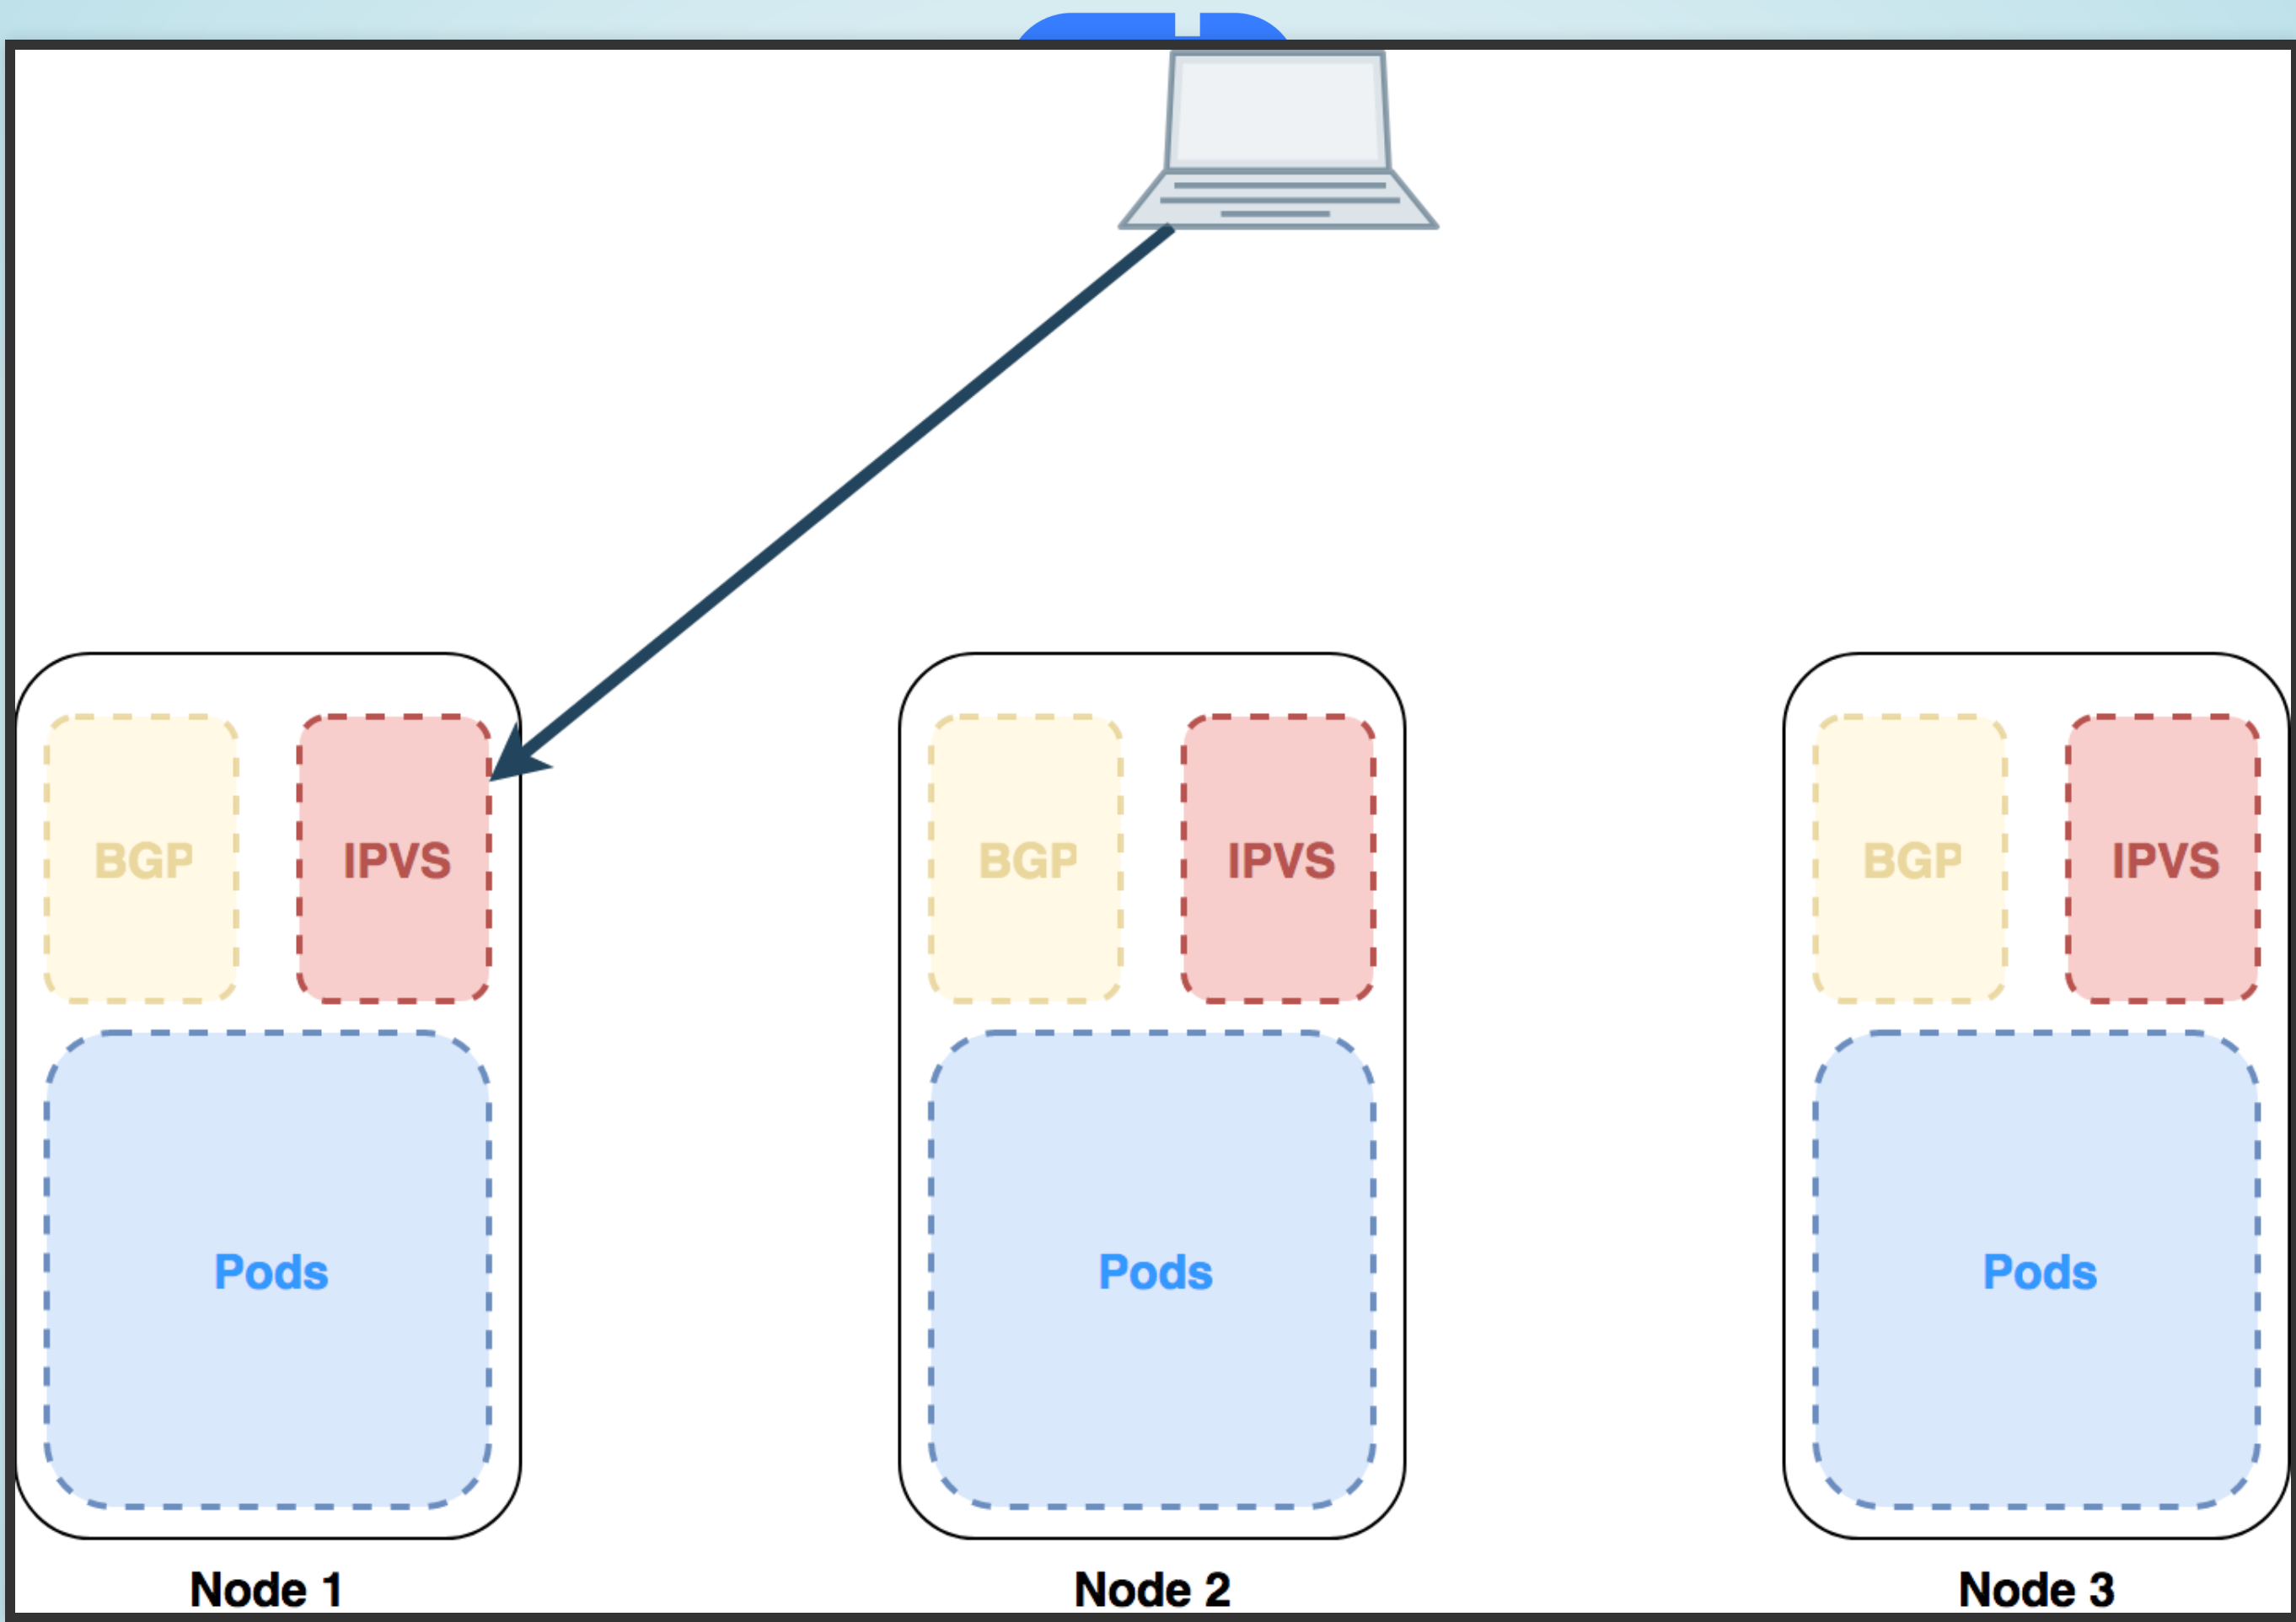 BGP
IPVS
BGP
IPVS
BGP
IPVS
Pods
Pods
Pods
Node 1
Node 2
Node 3